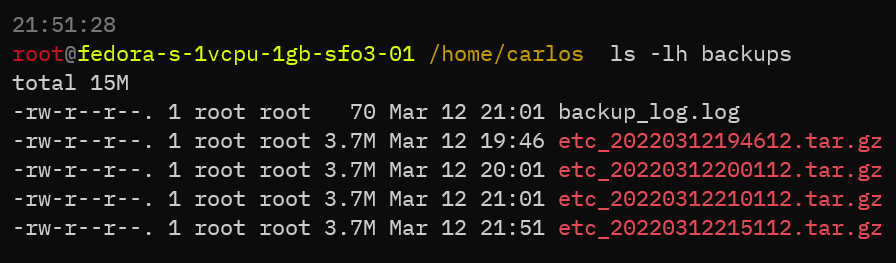 21:51:28
root@fedora-s-1vcpu-1gb-sfo3-01 /home/carlos  ls -lh backups
total 15M
-rw-r--r--. 1 root root   70 Mar 12 21:01 backup_log.log
-rw-r--r--. 1 root root 3.7M Mar 12 19:46 etc_20220312194612.tar.gz
-rw-r--r--. 1 root root 3.7M Mar 12 20:01 etc_20220312200112.tar.gz
-rw-r--r--. 1 root root 3.7M Mar 12 21:01 etc_20220312210112.tar.gz
-rw-r--r--. 1 root root 3.7M Mar 12 21:51 etc_20220312215112.tar.gz